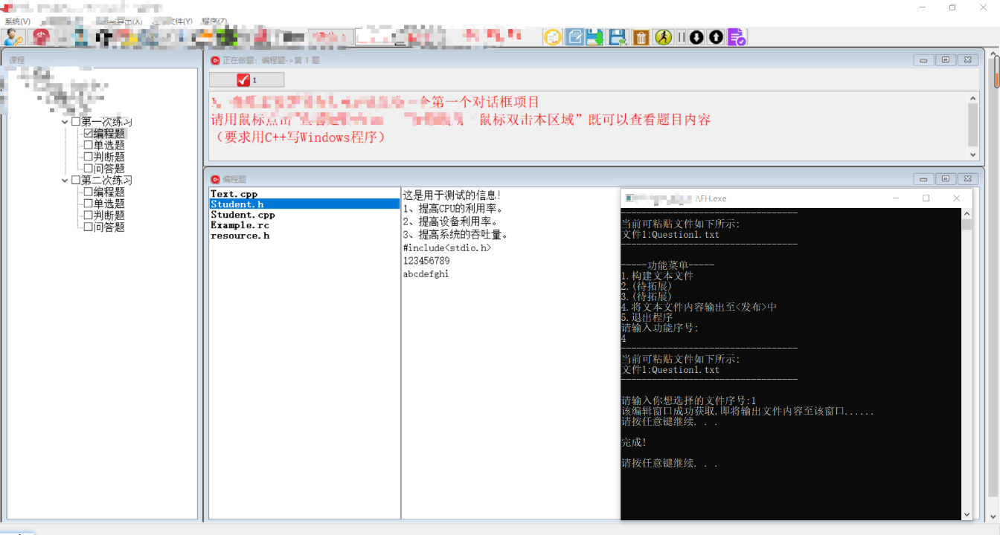 系统(V)
文件(Y)
程序(Z)
课程
第一次练习
编程题
单选题
判断题
问答题
第二次练习
编程题
单选题
判断题
问答题
正在做题: 编程题->第 1 题
1
个第一个对话框项目
请用鼠标点击
鼠标双击本区域”既可以查看题目内容
(要求用C++写Windows程序)
编程题
Text.cpp
Student.h
Student.cpp
Example.rc
resource.h
这是用于测试的信息!
1、提高CPU的利用率。
2、提高设备利用率。
3、提高系统的吞吐量。
#include<stdio.h>
123456789
abcdefghi
\FH.exe
----------------------------------
当前可粘贴文件如下所示:
文件1:Question1.txt
----------------------------------
-----功能菜单-----
1.构建文本文件
2.(待拓展)
3.(待拓展)
4.将文本文件内容输出至<发布>中
5.退出程序
请输入功能序号:
4
----------------------------------
当前可粘贴文件如下所示:
文件1:Question1.txt
----------------------------------
请输入你想选择的文件序号:1
该编辑窗口成功获取,即将输出文件内容至该窗口......
请按任意键继续. . .
完成!
请按任意键继续. . .